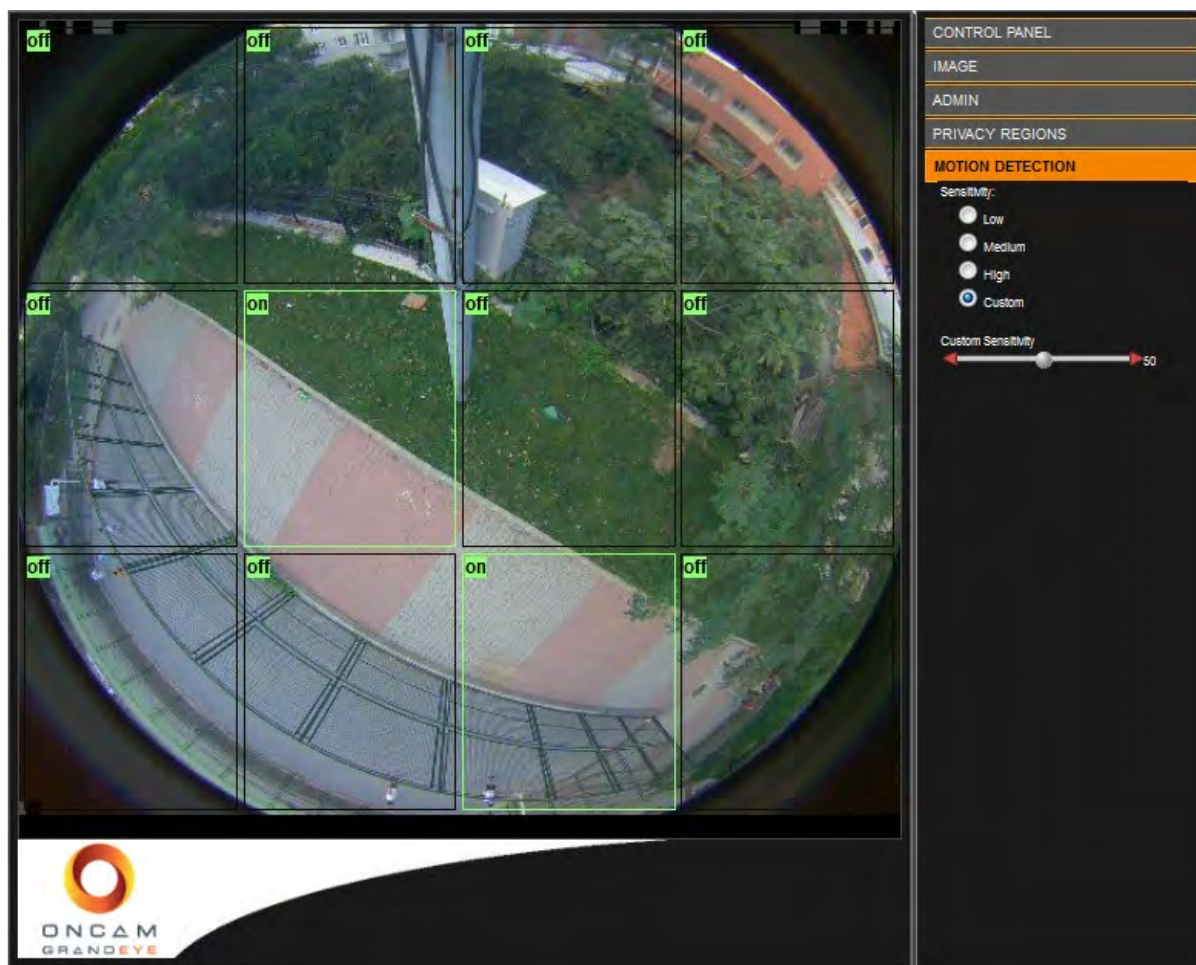 off off off off
off on off off
off off on off
CONTROL PANEL
IMAGE
ADMIN
PRIVACY REGIONS
MOTION DETECTION
Sensitivity:
Low
Medium
High
Custom
Custom Sensitivity
50
ONCAM
GRANDEYE